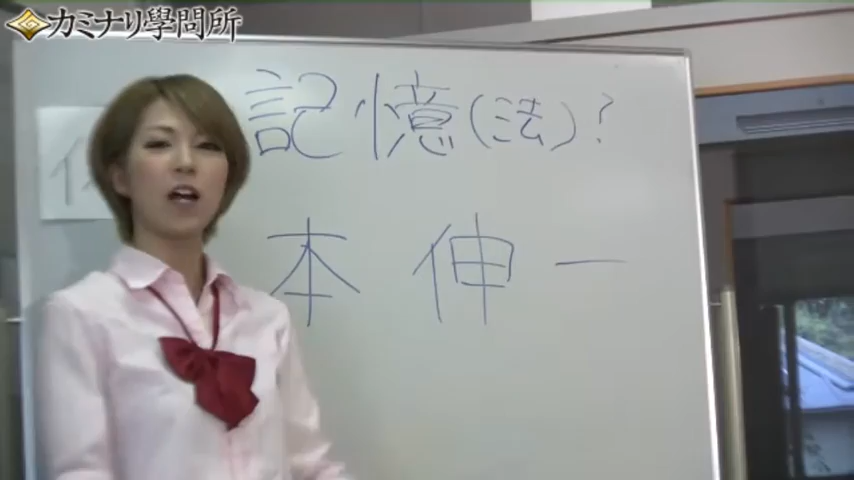 カミナリ學問所
記憶(法)?
本 伸 一